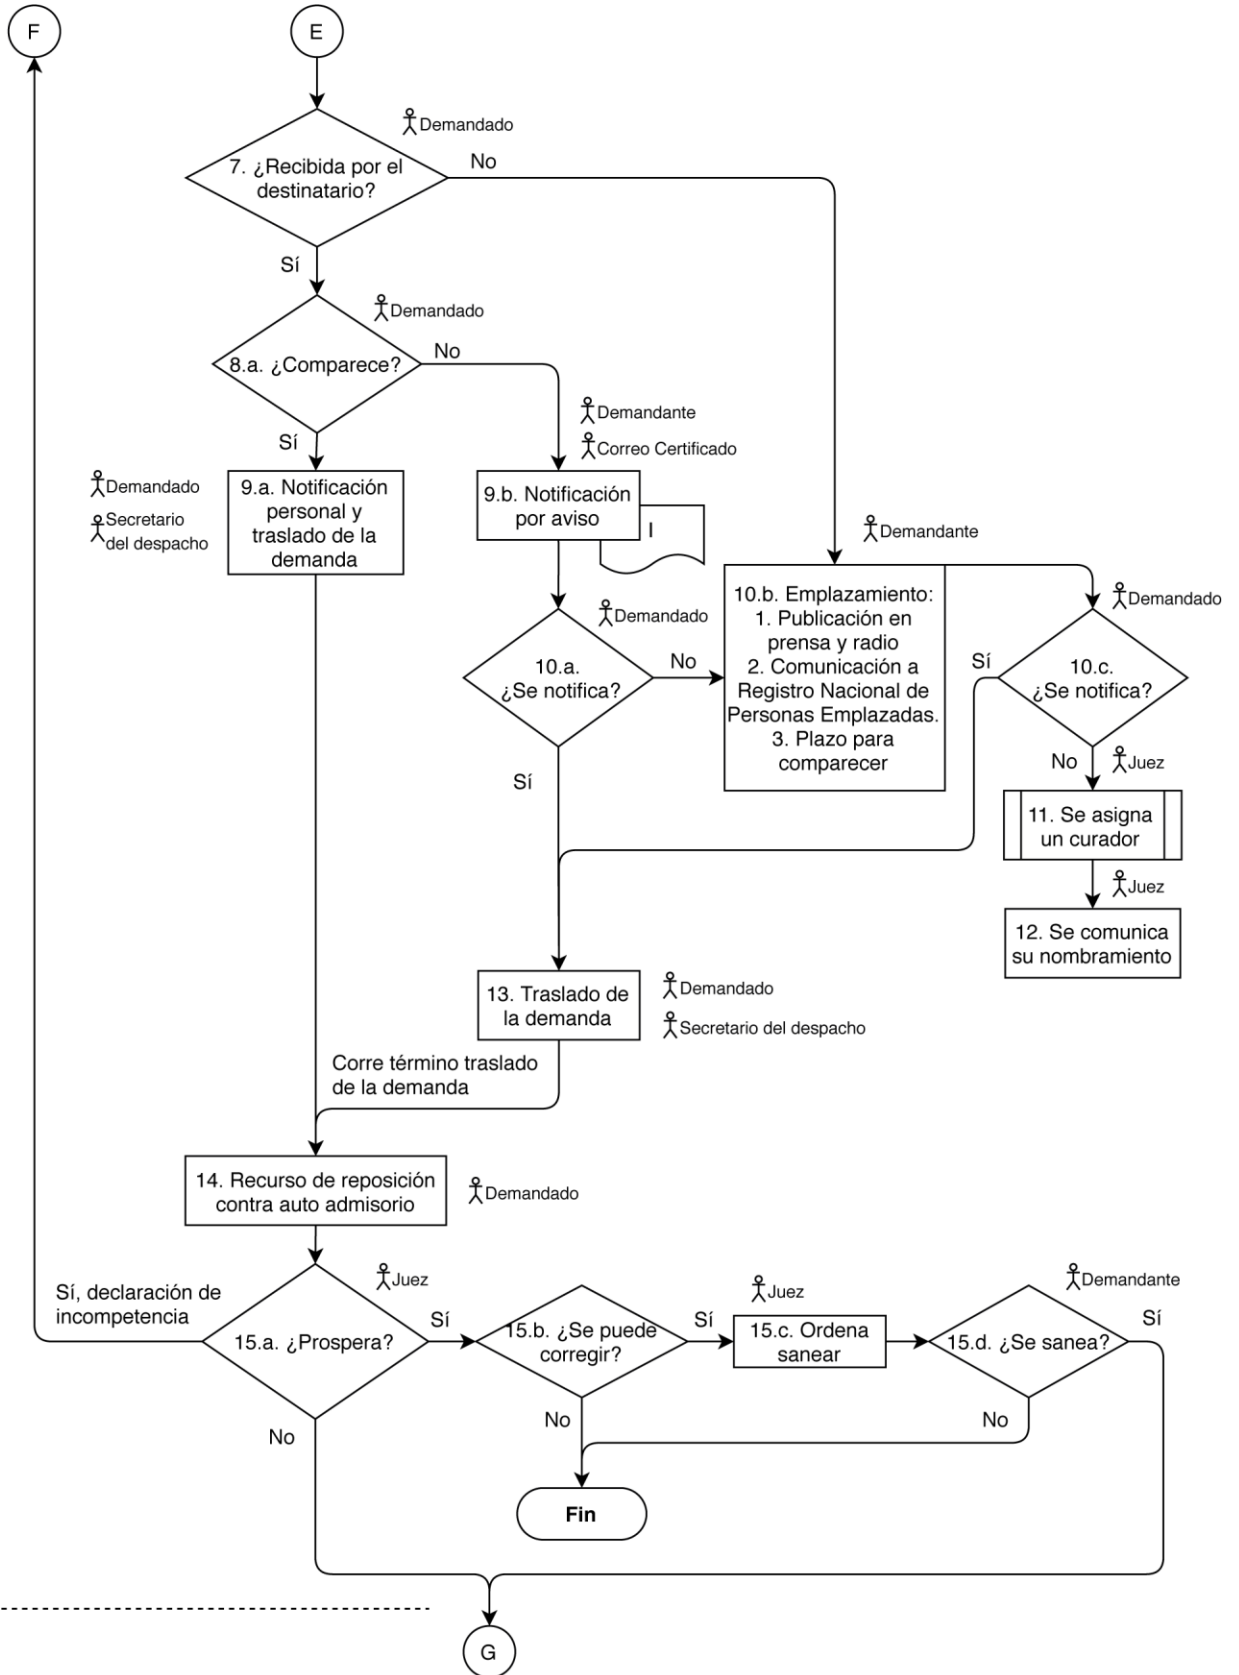 F
E
Demandado
7. ¿Recibida por el
destinatario?
No
Sí
Demandado
8.a. ¿Comparece?
No
Sí
Demandante
Correo Certificado
Demandado
Secretario
del despacho
9.a. Notificación
personal y
traslado de la
demanda
9.b. Notificación
por aviso
I
Demandante
10.b. Emplazamiento:
1. Publicación en
prensa y radio
2. Comunicación a
Registro Nacional de
Personas Emplazadas.
3. Plazo para
comparecer
Demandado
10.a.
¿Se notifica?
No
Sí
Demandado
10.c.
¿Se notifica?
Sí
No
Juez
11. Se asigna
un curador
Juez
12. Se comunica
su nombramiento
13. Traslado de
la demanda
Demandado
Secretario del despacho
Corre término traslado
de la demanda
14. Recurso de reposición
contra auto admisorio
Demandado
Sí, declaración de
incompetencia
Juez
15.a. ¿Prospera?
Sí
No
15.b. ¿Se puede
corregir?
Sí
No
Juez
15.c. Ordena
sanear
Demandante
15.d. ¿Se sanea?
Sí
No
Fin
G